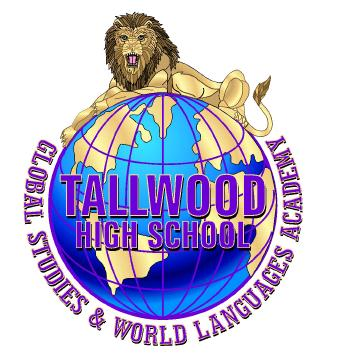 TALLWOOD
HIGH SCHOOL
GLOBAL STUDIES & WORLD LANGUAGES ACADEMY